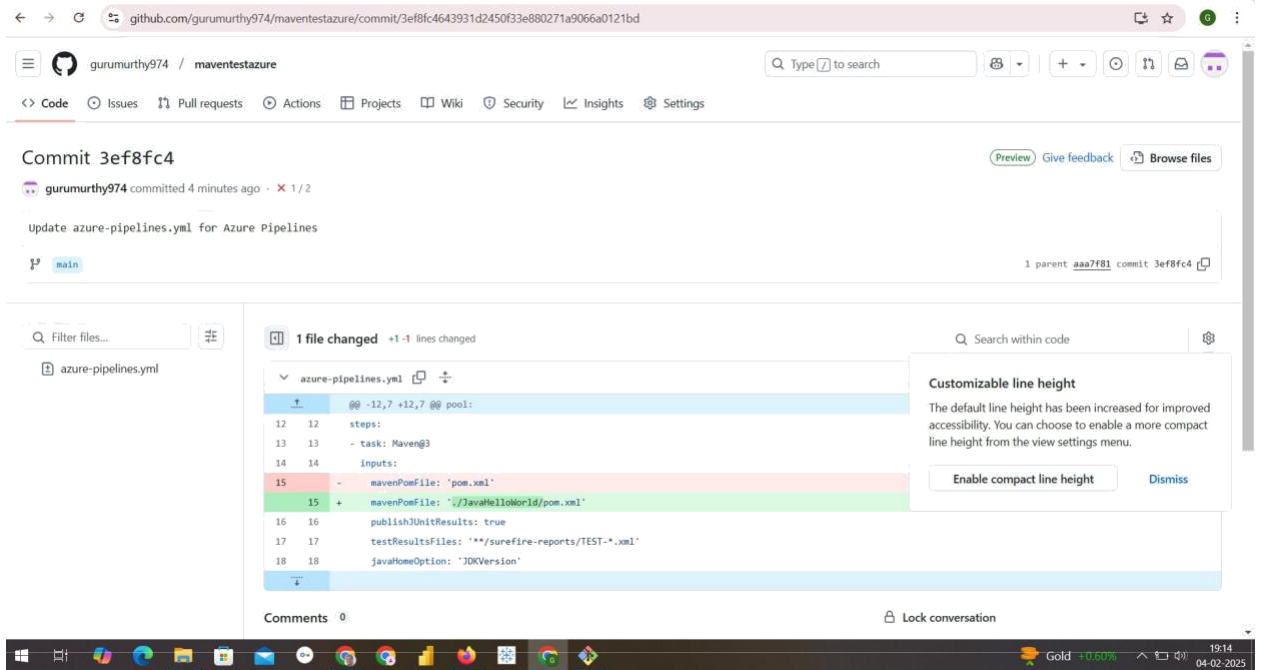 github.com/gurumurthy974/maventestazure/commit/3ef8fc4643931d2450f33e880271a9066a0121bd
G
gurumurthy974 / maventestazure
Type / to search
<> Code Issues Pull requests Actions Projects Wiki Security Insights Settings
Commit 3ef8fc4
Preview Give feedback Browse files
gurumurthy974 committed 4 minutes ago · 1 / 2
Update azure-pipelines.yml for Azure Pipelines
main
1 parent aaa7f81 commit 3ef8fc4
Filter files...
1 file changed +1 -1 lines changed
Search within code
azure-pipelines.yml
azure-pipelines.yml
@@ -12,7 +12,7 @@ pool:
12 12 steps:
13 13 - task: Maven@3
14 14 inputs:
15 - mavenPomFile: 'pom.xml'
15 + mavenPomFile: './JavaHelloWorld/pom.xml'
16 16 publishJUnitResults: true
17 17 testResultsFiles: '**/surefire-reports/TEST-*.xml'
18 18 javaHomeOption: 'JDKVersion'
Customizable line height
The default line height has been increased for improved
accessibility. You can choose to enable a more compact
line height from the view settings menu.
Enable compact line height Dismiss
Comments 0
Lock conversation
Gold +0.60%
19:14
04-02-2025